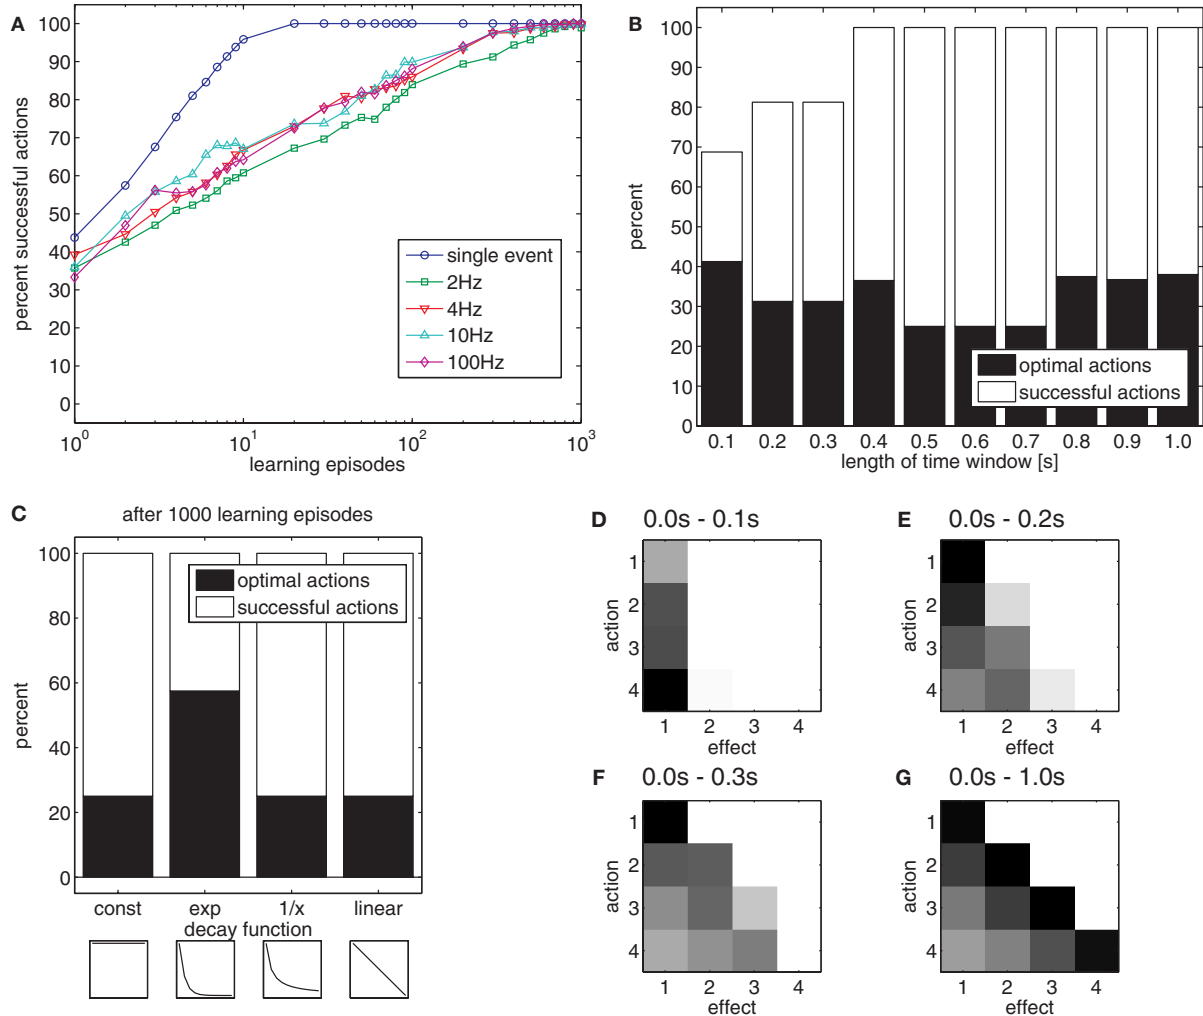 A
percent successful actions
100
90
80
70
60
50
40
30
20
10
0
single event
2Hz
4Hz
10Hz
100Hz
10^0 10^1 10^2 10^3
learning episodes
B
percent
100
90
80
70
60
50
40
30
20
10
0
optimal actions
successful actions
0.1 0.2 0.3 0.4 0.5 0.6 0.7 0.8 0.9 1.0
length of time window [s]
C
after 1000 learning episodes
percent
100
80
60
40
20
0
optimal actions
successful actions
const exp 1/x linear
decay function
D 0.0s - 0.1s
action
1
2
3
4
1 2 3 4
effect
E 0.0s - 0.2s
action
1
2
3
4
1 2 3 4
effect
F 0.0s - 0.3s
action
1
2
3
4
1 2 3 4
effect
G 0.0s - 1.0s
action
1
2
3
4
1 2 3 4
effect